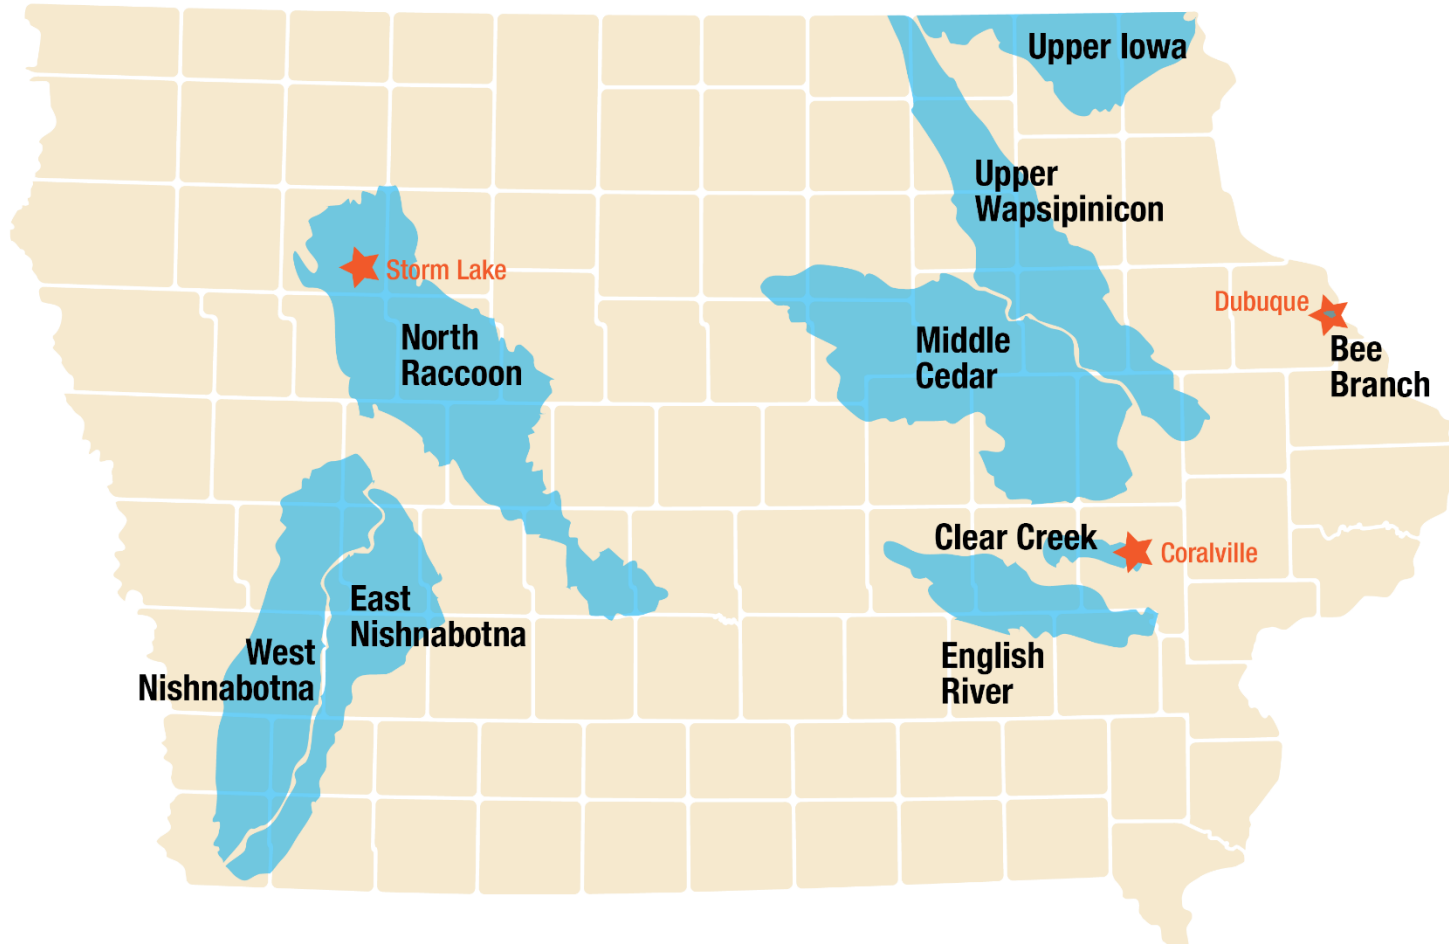 Upper Iowa
Upper
Wapsipinicon
Storm Lake
Dubuque
North
Raccoon
Middle
Cedar
Bee
Branch
Clear Creek
Coralville
East
Nishnabotna
West
Nishnabotna
English
River